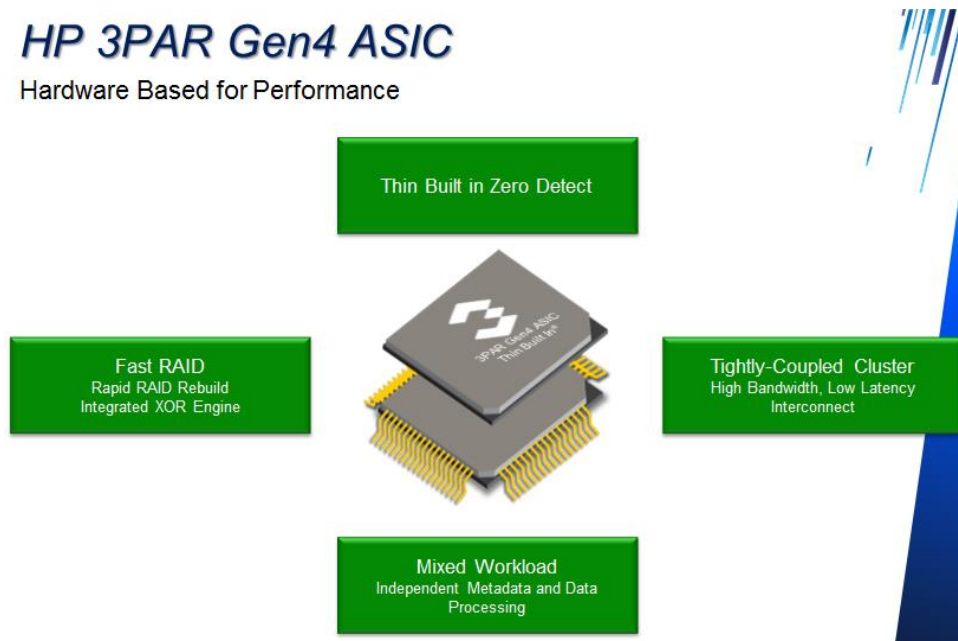 HP 3PAR Gen4 ASIC
Hardware Based for Performance
Thin Built in Zero Detect
3PAR Gen4 ASIC
Thin Built In®
Fast RAID
Rapid RAID Rebuild
Integrated XOR Engine
Tightly-Coupled Cluster
High Bandwidth, Low Latency
Interconnect
Mixed Workload
Independent Metadata and Data
Processing